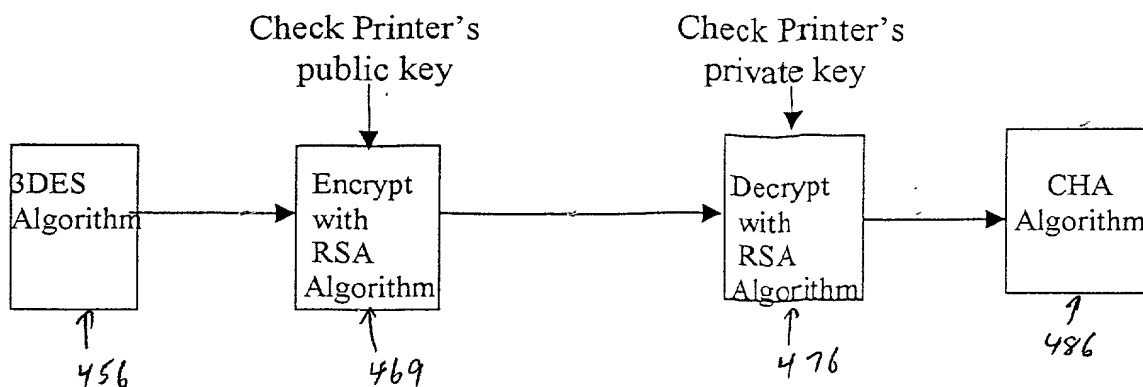 Check Printer's
public key
Check Printer's
private key
3DES
Algorithm
Encrypt
with
RSA
Algorithm
Decrypt
with
RSA
Algorithm
CHA
Algorithm
456
469
476
486